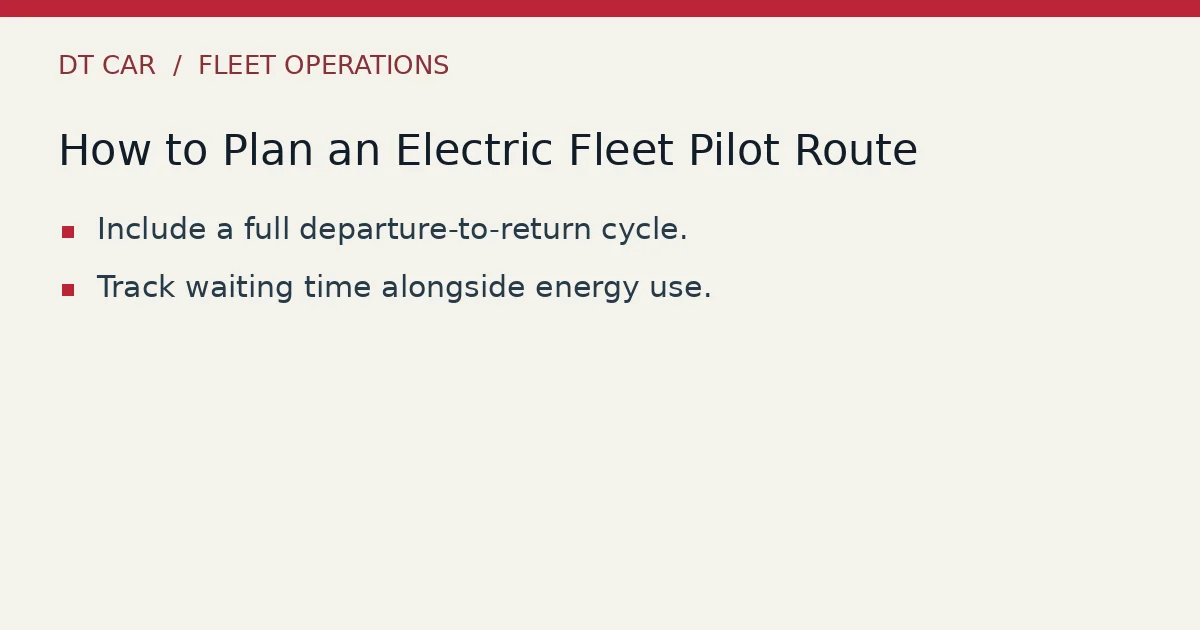 DT CAR / FLEET OPERATIONS
How to Plan an Electric Fleet Pilot Route
Include a full departure-to-return cycle.
Track waiting time alongside energy use.